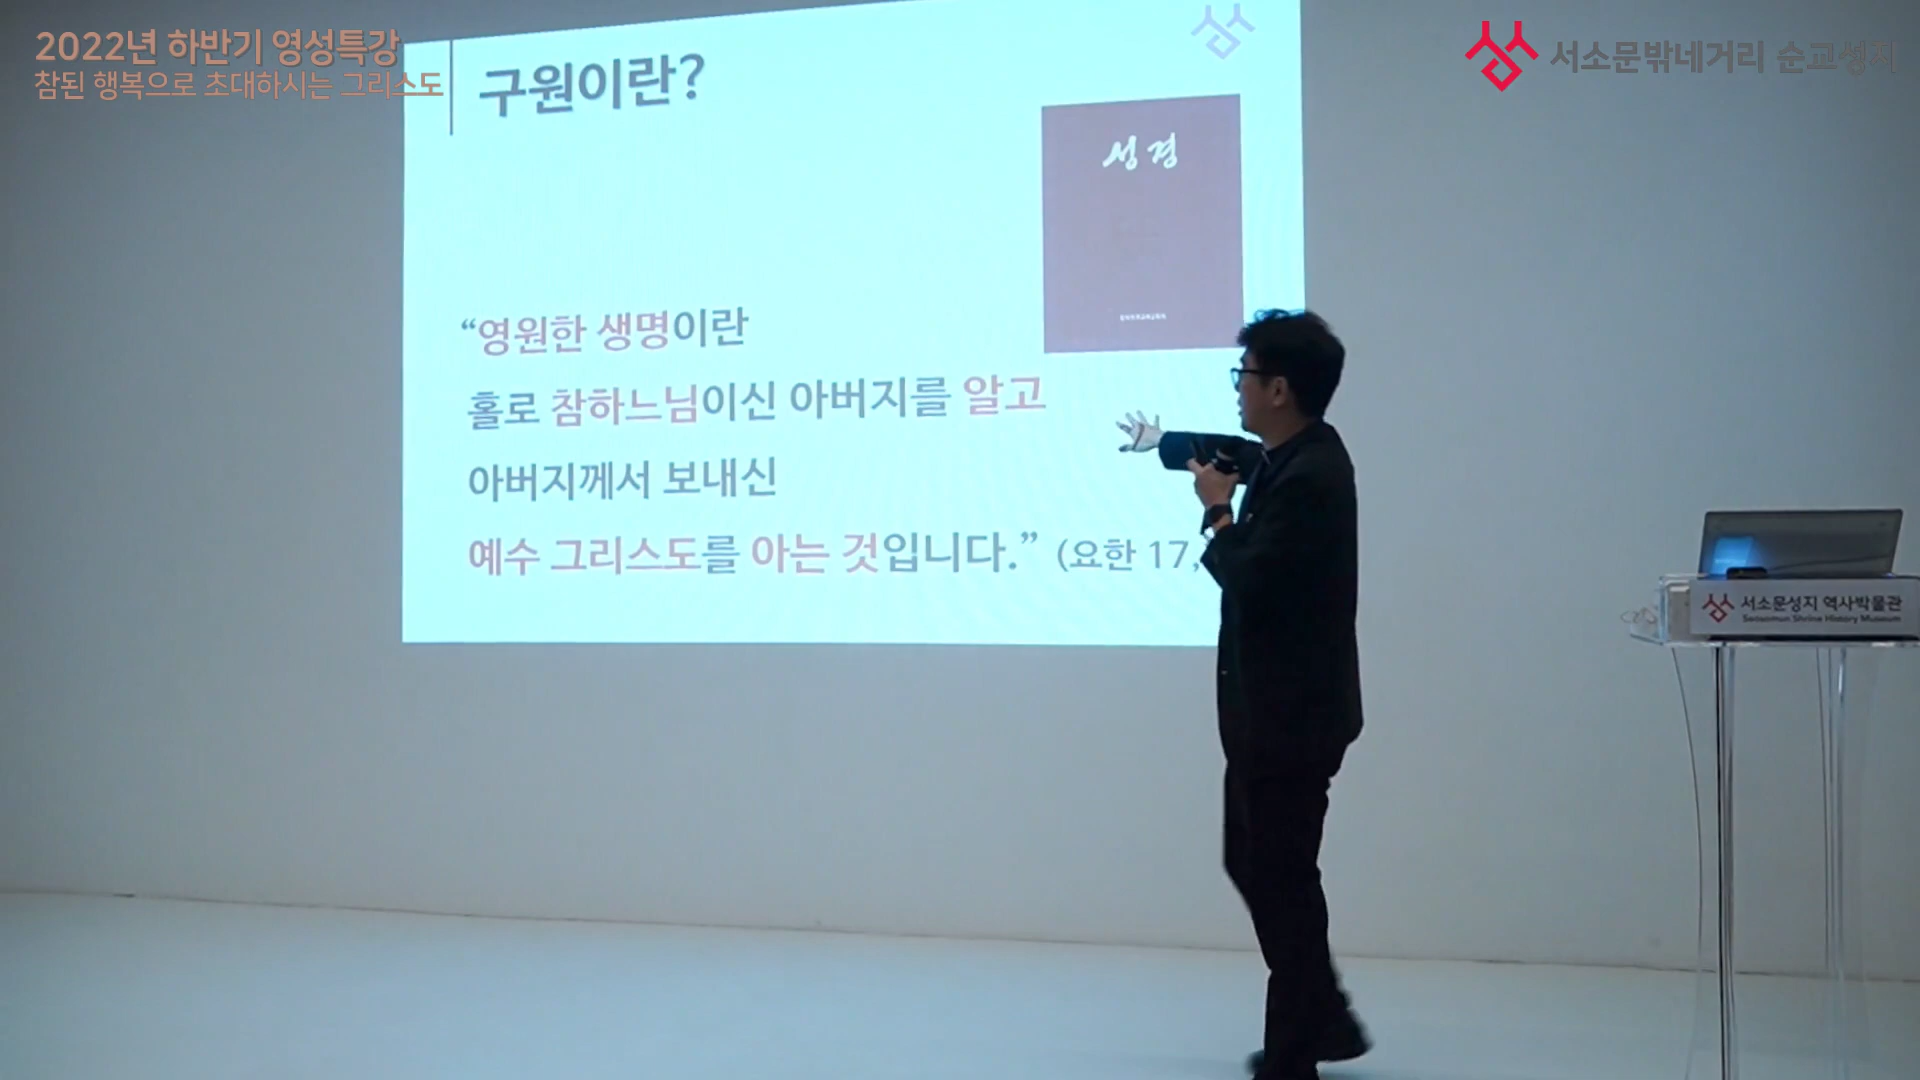 2022년 하반기 영성특강
참된 행복으로 초대하시는 그리스도
서소문밖네거리 순교성지
구원이란?
성경
“영원한 생명이란
홀로 참하느님이신 아버지를 알고
아버지께서 보내신
예수 그리스도를 아는 것입니다.” (요한 17,
서소문성지 역사박물관
Seosomun Shrine History Museum